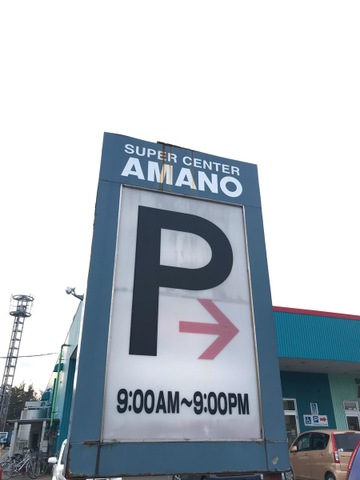 SUPER CENTER
AMANO
P
9:00AM~9:00PM